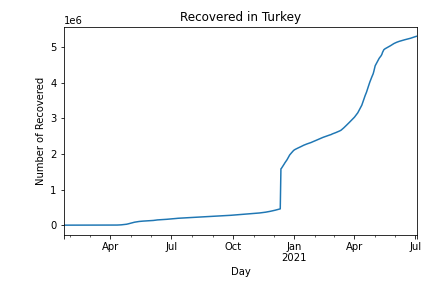 Recovered in Turkey
1e6
Number of Recovered
5
4
3
2
1
0
Apr Jul Oct Jan Apr Jul
2021
Day